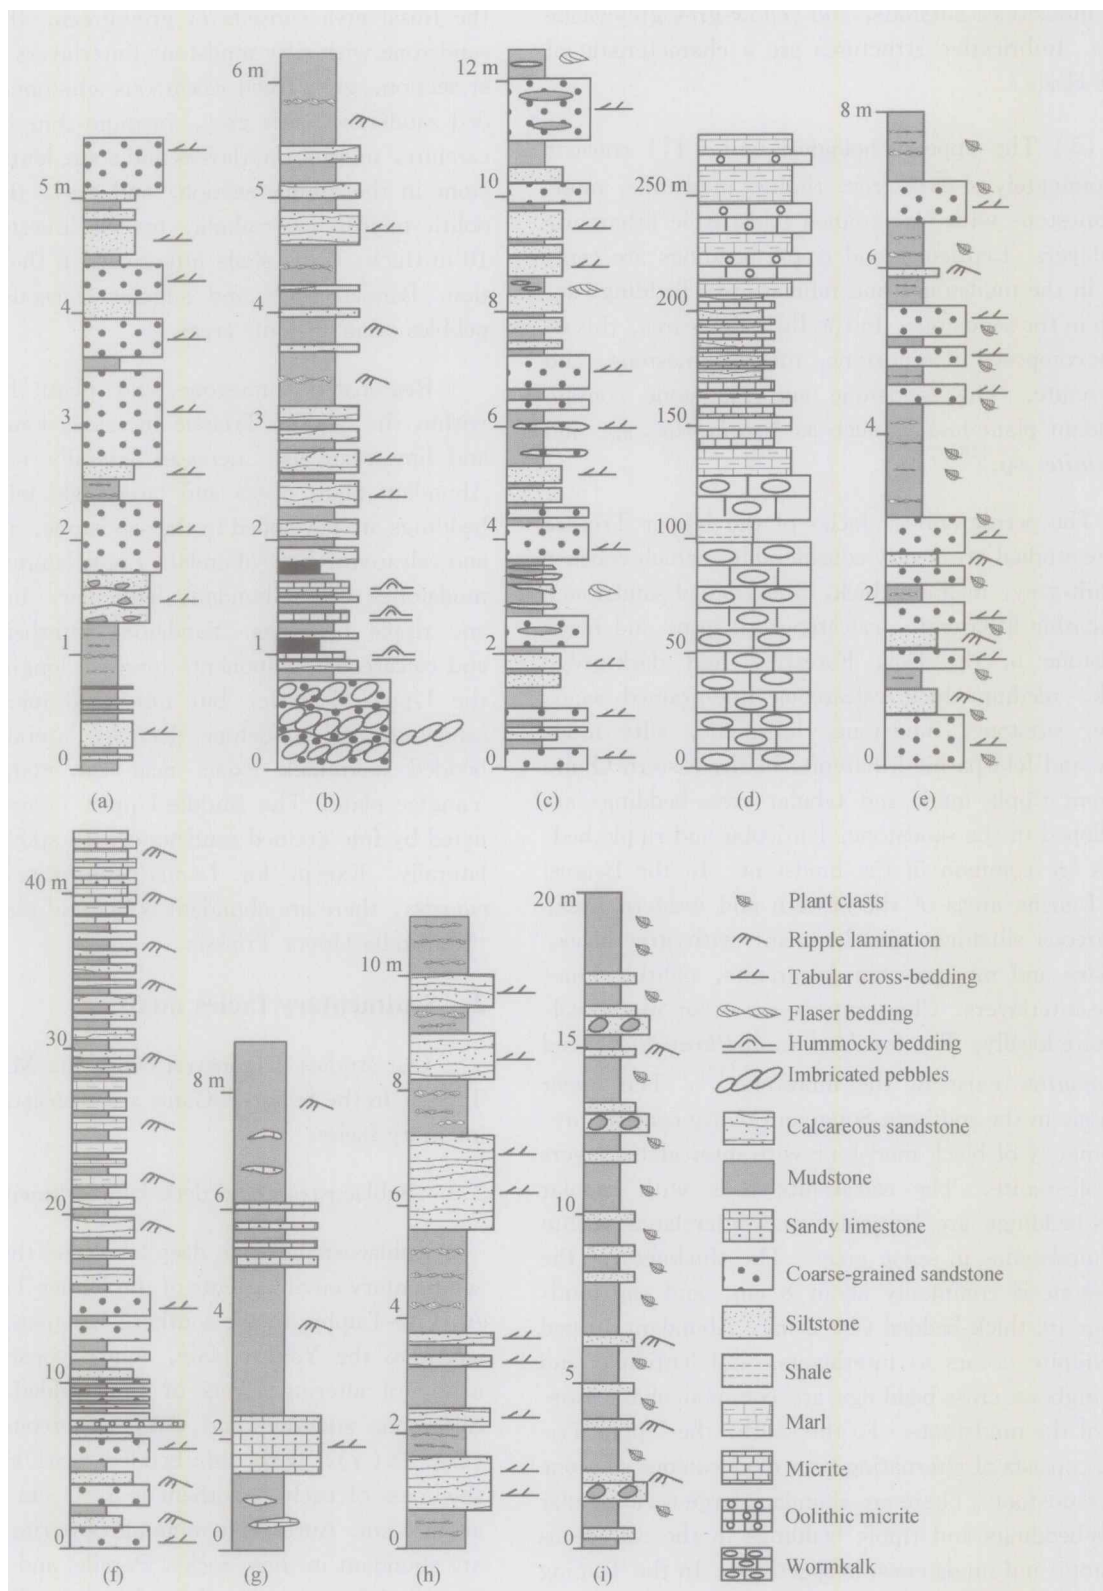 6 m
5
4
3
2
1
0
(b)
5 m
4
3
2
1
0
(a)
12 m
10
8
6
4
2
0
(c)
250 m
200
150
100
50
0
(d)
8 m
6
4
2
0
(e)
40 m
30
20
10
0
(f)
8 m
6
4
2
0
(g)
10 m
8
6
4
2
0
(h)
20 m
15
10
5
0
(i)
Plant clasts
Ripple lamination
Tabular cross-bedding
Flaser bedding
Hummocky bedding
Imbricated pebbles
Calcareous sandstone
Mudstone
Sandy limestone
Coarse-grained sandstone
Siltstone
Shale
Marl
Micrite
Oolithic micrite
Wormkalk